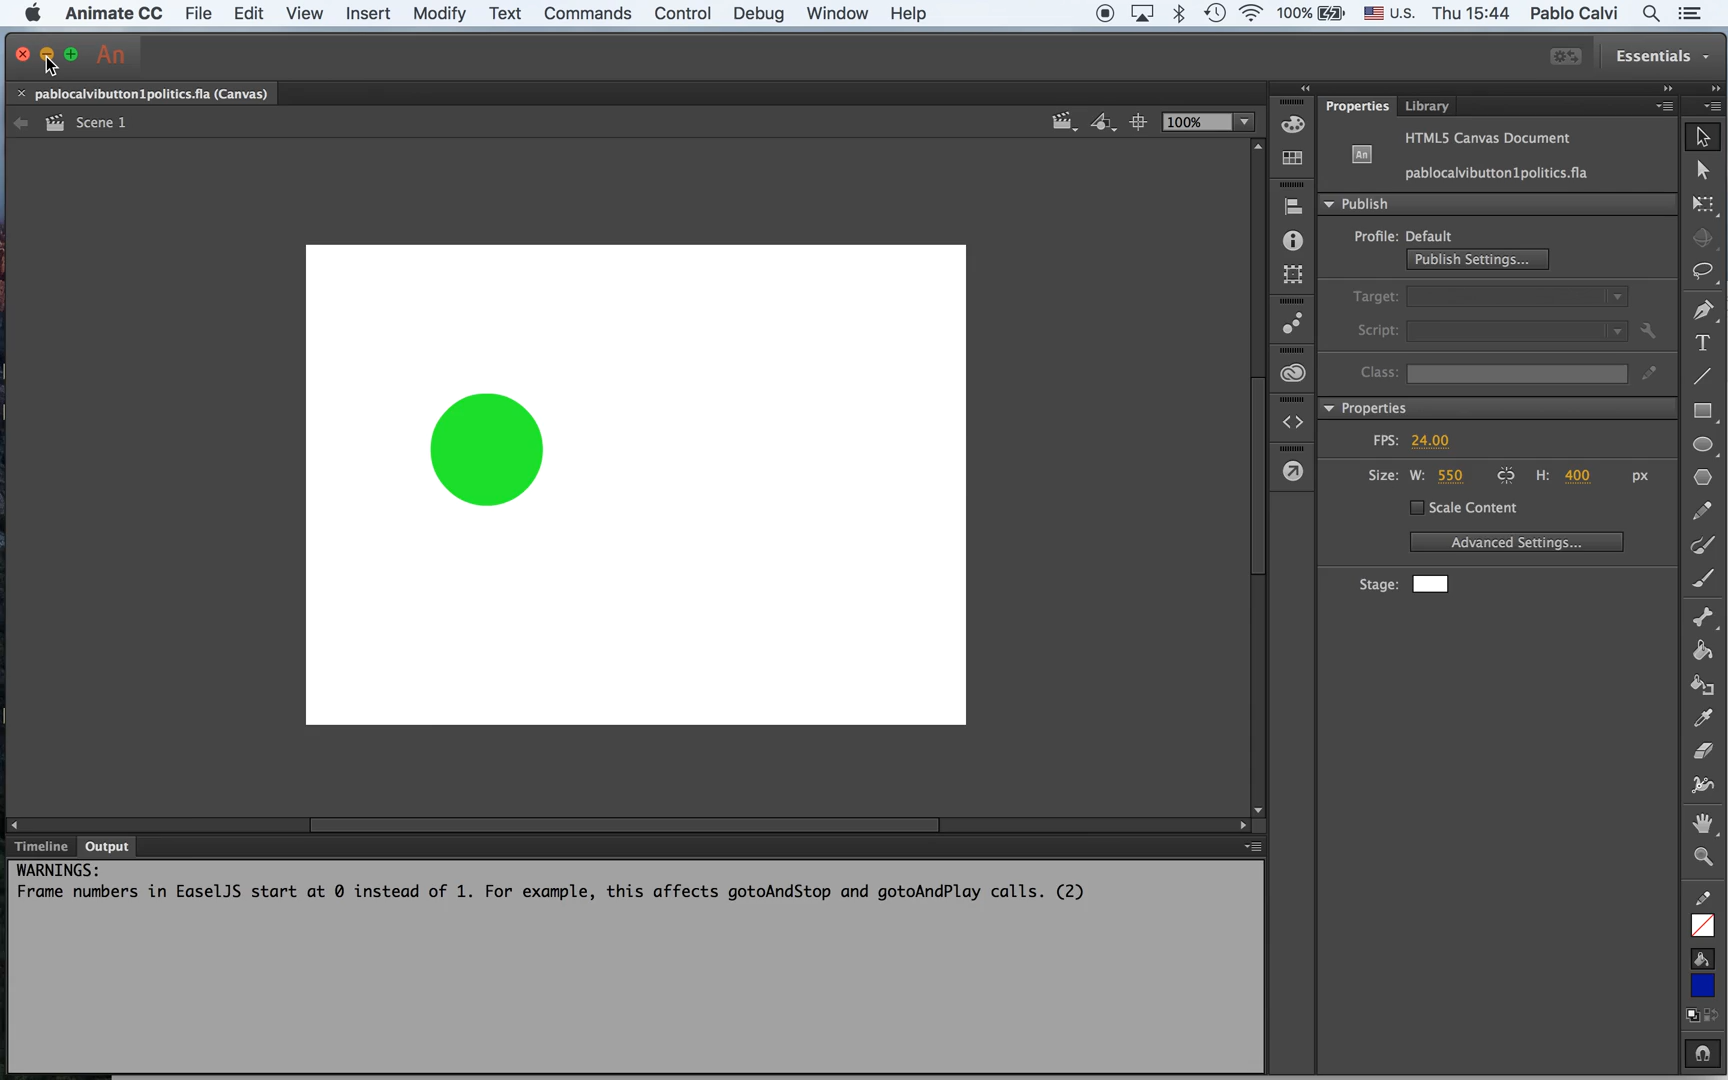 Animate CC File Edit View Insert Modify Text Commands Control Debug Window Help 100% U.S. Thu 15:44 Pablo Calvi
An Essentials
× pablocalvibutton1politics.fla (Canvas)
Scene 1 100%
Properties Library
An HTML5 Canvas Document
pablocalvibutton1politics.fla
Publish
Profile: Default
Publish Settings...
Target:
Script:
Class:
Properties
FPS: 24.00
Size: W: 550 H: 400 px
Scale Content
Advanced Settings...
Stage:
T
Timeline Output
WARNINGS:
Frame numbers in EaselJS start at 0 instead of 1. For example, this affects gotoAndStop and gotoAndPlay calls. (2)